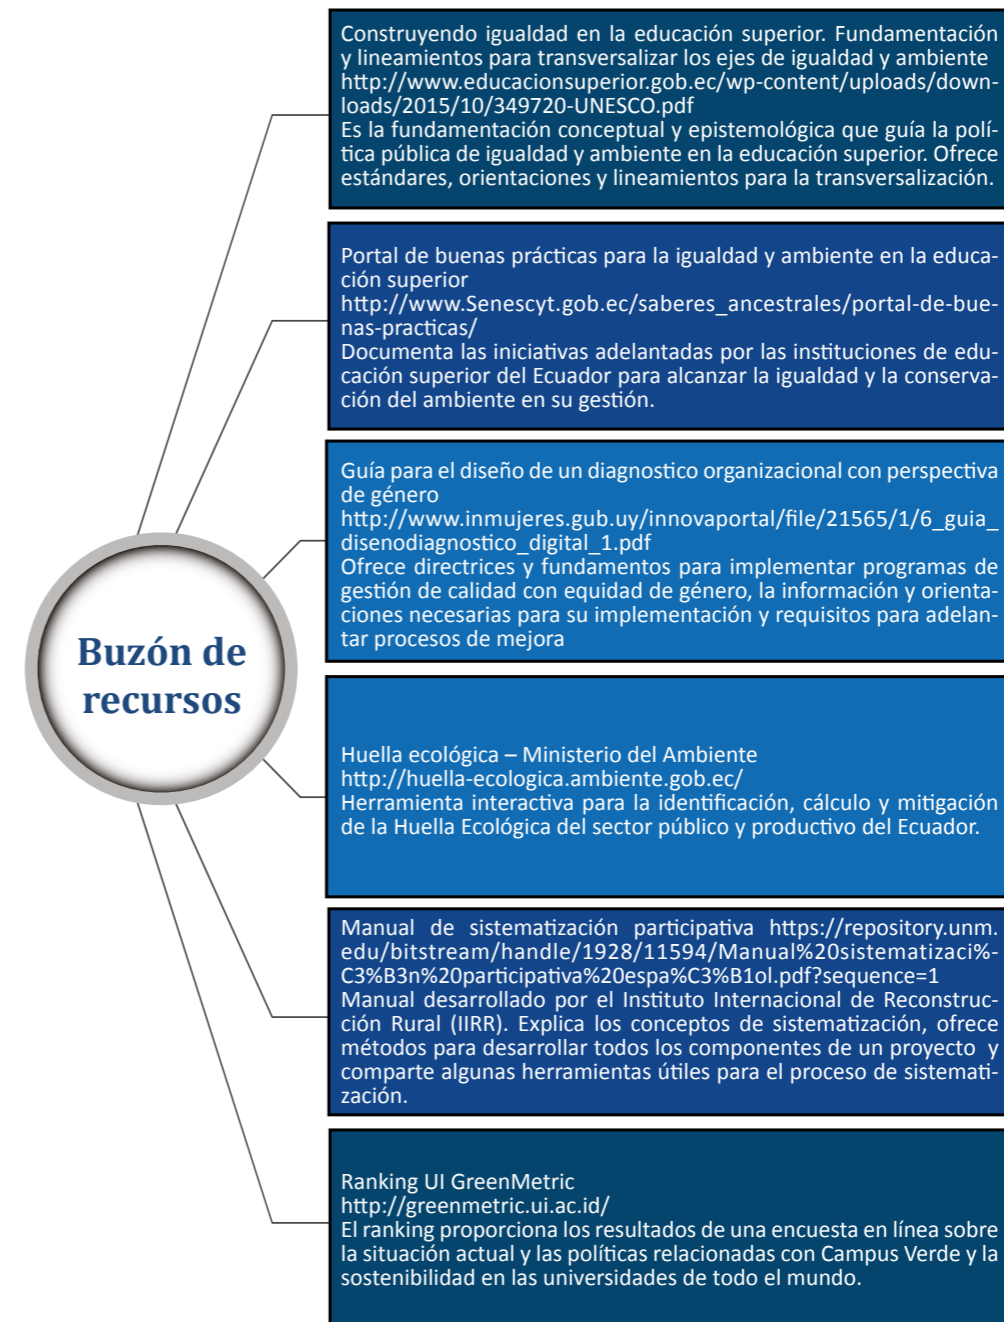 Construyendo igualdad en la educación superior. Fundamentación
y lineamientos para transversalizar los ejes de igualdad y ambiente
http://www.educacionsuperior.gob.ec/wp-content/uploads/down-
loads/2015/10/349720-UNESCO.pdf
Es la fundamentación conceptual y epistemológica que guía la polí-
tica pública de igualdad y ambiente en la educación superior. Ofrece
estándares, orientaciones y lineamientos para la transversalización.
Portal de buenas prácticas para la igualdad y ambiente en la educa-
ción superior
http://www.Senescyt.gob.ec/saberes_ancestrales/portal-de-bue-
nas-practicas/
Documenta las iniciativas adelantadas por las instituciones de edu-
cación superior del Ecuador para alcanzar la igualdad y la conserva-
ción del ambiente en su gestión.
Guía para el diseño de un diagnostico organizacional con perspectiva
de género
http://www.inmujeres.gub.uy/innovaportal/file/21565/1/6_guia_
disenodiagnostico_digital_1.pdf
Ofrece directrices y fundamentos para implementar programas de
gestión de calidad con equidad de género, la información y orienta-
ciones necesarias para su implementación y requisitos para adelan-
tar procesos de mejora
Buzón de
recursos
Huella ecológica – Ministerio del Ambiente
http://huella-ecologica.ambiente.gob.ec/
Herramienta interactiva para la identificación, cálculo y mitigación
de la Huella Ecológica del sector público y productivo del Ecuador.
Manual de sistematización participativa https://repository.unm.
edu/bitstream/handle/1928/11594/Manual%20sistematizaci%-
C3%B3n%20participativa%20espa%C3%B1ol.pdf?sequence=1
Manual desarrollado por el Instituto Internacional de Reconstruc-
ción Rural (IIRR). Explica los conceptos de sistematización, ofrece
métodos para desarrollar todos los componentes de un proyecto y
comparte algunas herramientas útiles para el proceso de sistemati-
zación.
Ranking UI GreenMetric
http://greenmetric.ui.ac.id/
El ranking proporciona los resultados de una encuesta en línea sobre
la situación actual y las políticas relacionadas con Campus Verde y la
sostenibilidad en las universidades de todo el mundo.